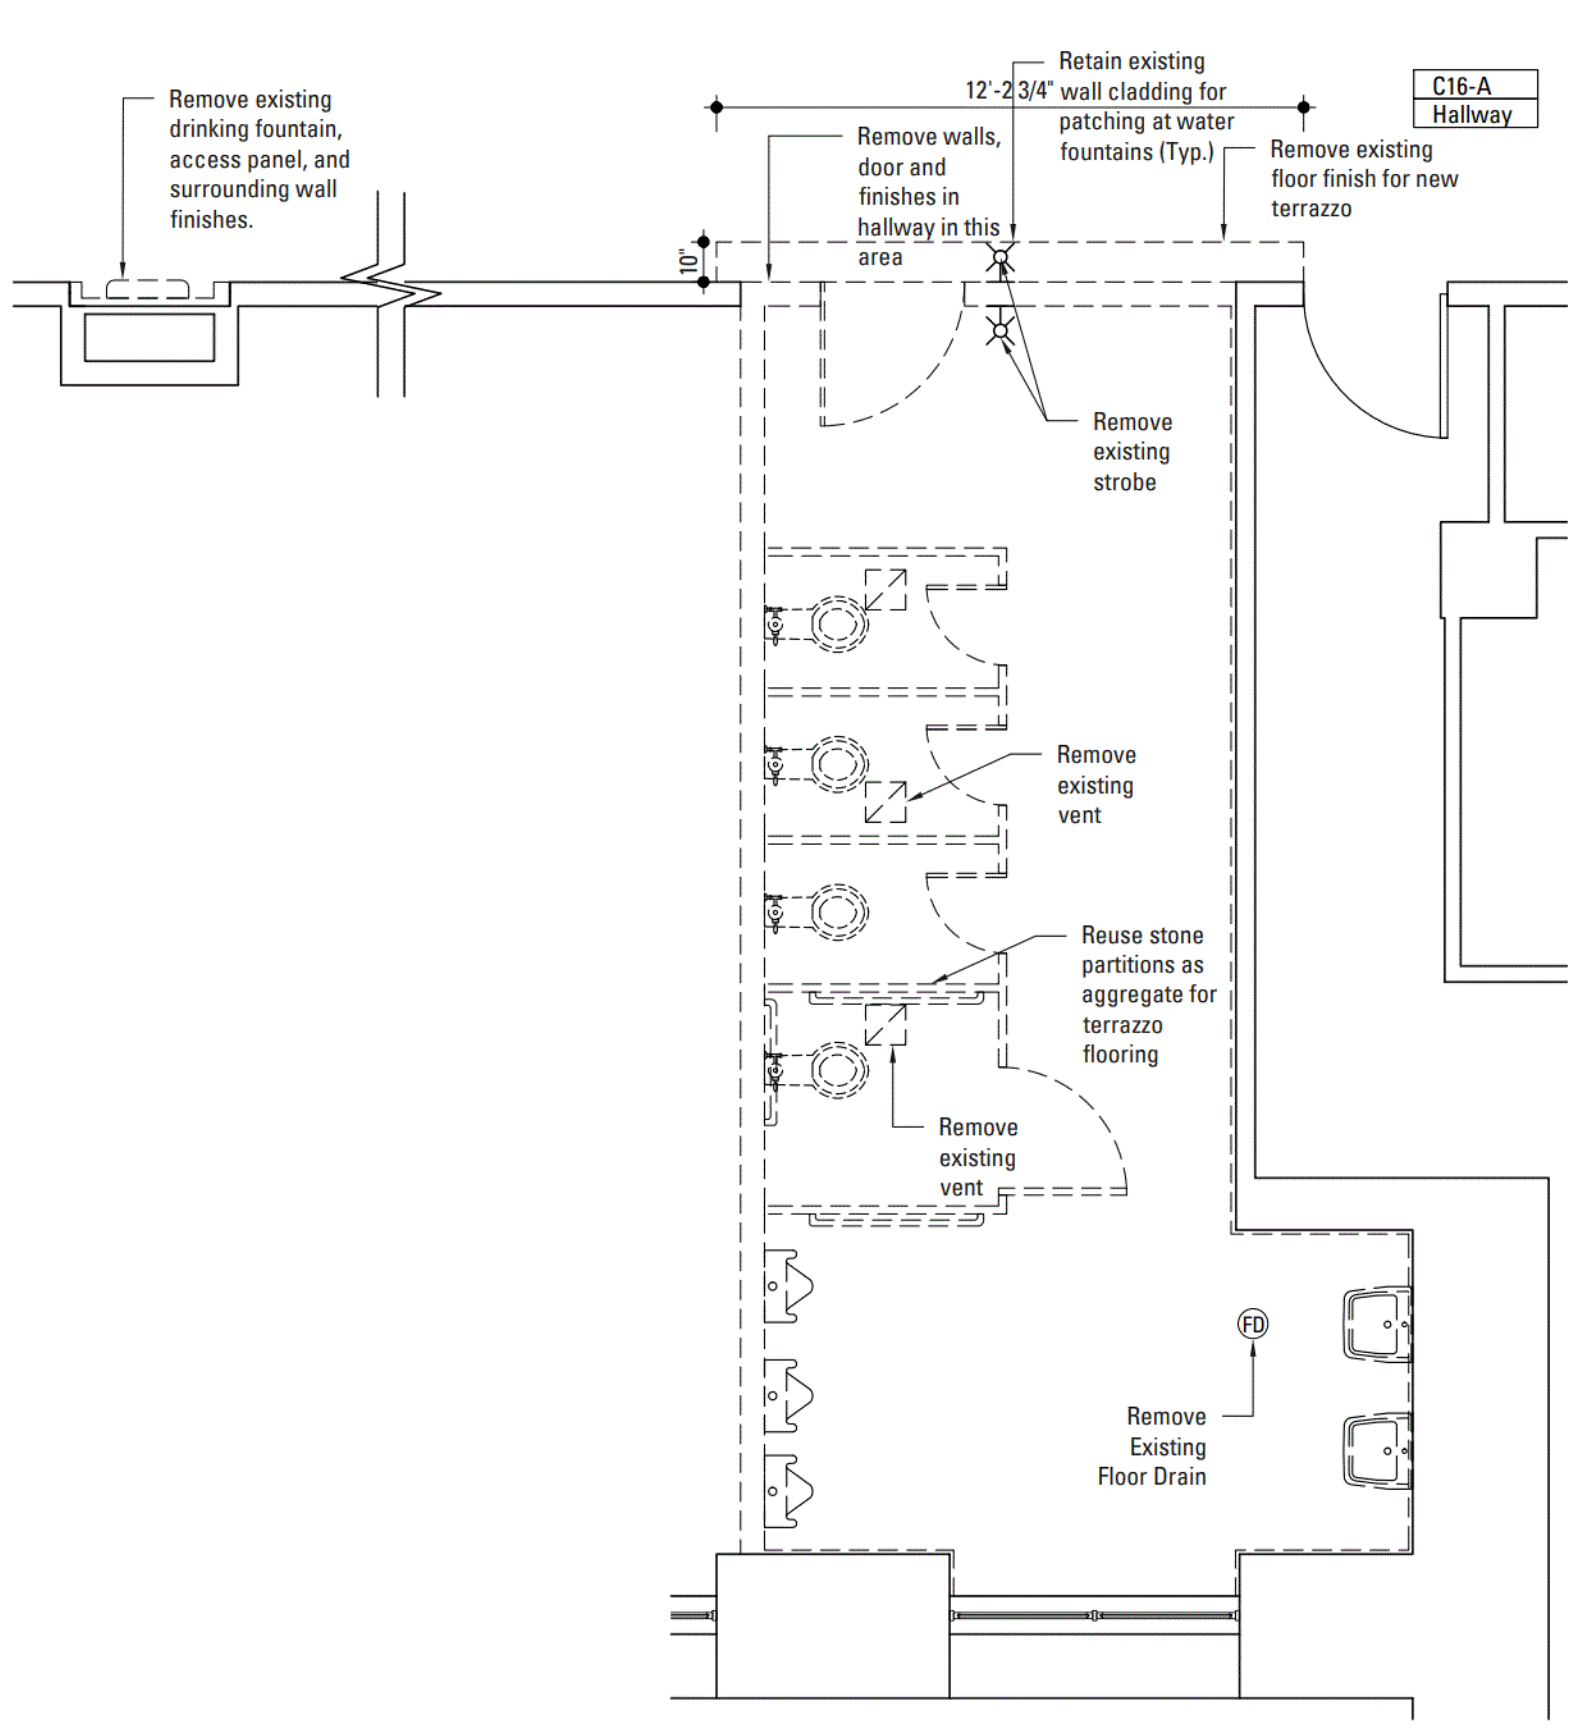 Remove existing
drinking fountain,
access panel, and
surrounding wall
finishes.
12'-2 3/4"
Retain existing
wall cladding for
patching at water
fountains (Typ.)
C16-A
Hallway
Remove walls,
door and
finishes in
hallway in this
area
Remove existing
floor finish for new
terrazzo
10"
Remove
existing
strobe
Remove
existing
vent
Reuse stone
partitions as
aggregate for
terrazzo
flooring
Remove
existing
vent
FD
Remove
Existing
Floor Drain